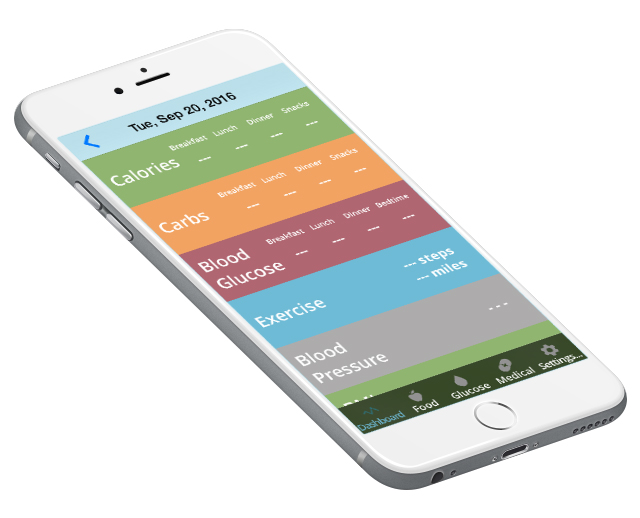 Tue, Sep 20, 2016
Calories
Breakfast Lunch Dinner Snacks
--- --- --- ---
Carbs
Breakfast Lunch Dinner Snacks
--- --- --- ---
Blood
Glucose
Breakfast Lunch Dinner Bedtime
--- --- --- ---
Exercise
--- steps
--- miles
Blood
Pressure
---
Dashboard Food Glucose Medical Settings...